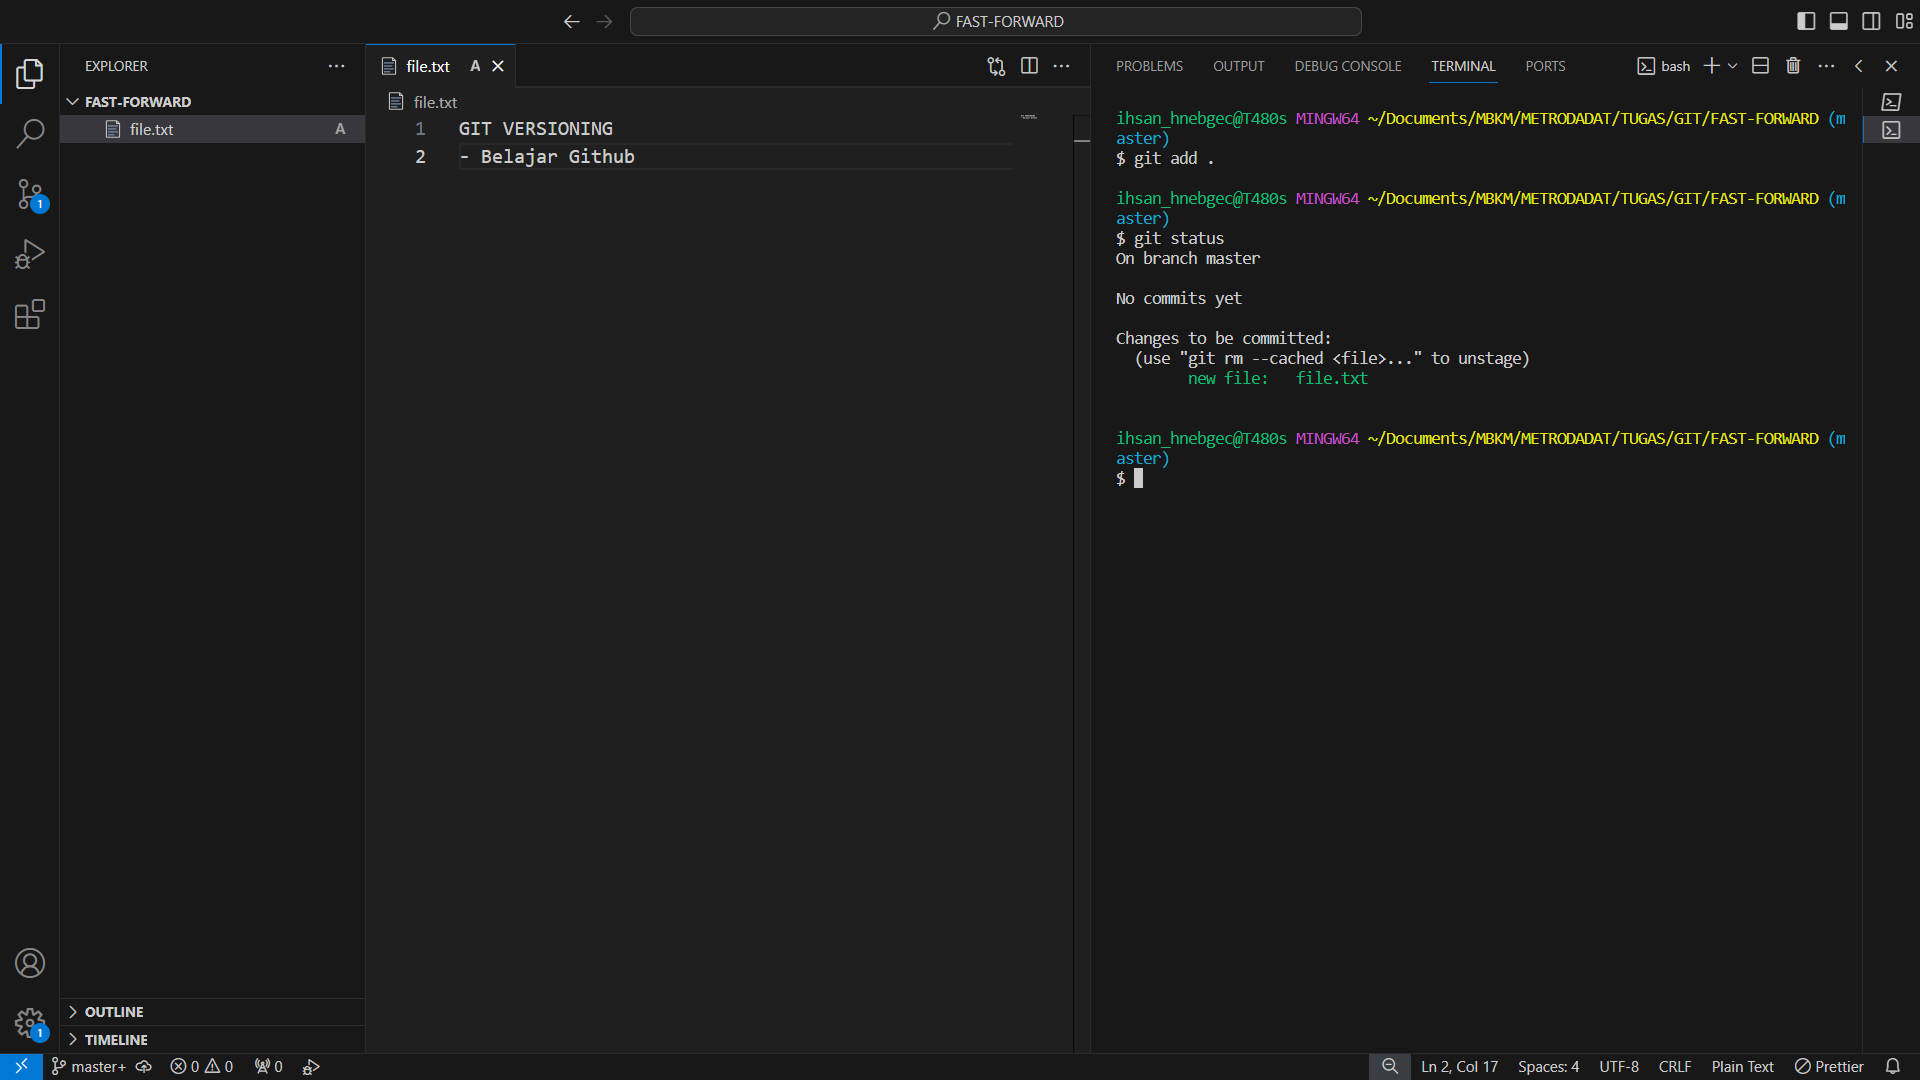 FAST-FORWARD
EXPLORER
FAST-FORWARD
file.txt A
1
OUTLINE
TIMELINE
1
file.txt A
file.txt
1 GIT VERSIONING
2 - Belajar Github
PROBLEMS OUTPUT DEBUG CONSOLE TERMINAL PORTS bash
ihsan_hnebgec@T480s MINGW64 ~/Documents/MBKM/METRODADAT/TUGAS/GIT/FAST-FORWARD (m
aster)
$ git add .
ihsan_hnebgec@T480s MINGW64 ~/Documents/MBKM/METRODADAT/TUGAS/GIT/FAST-FORWARD (m
aster)
$ git status
On branch master
No commits yet
Changes to be committed:
(use "git rm --cached <file>..." to unstage)
new file: file.txt
ihsan_hnebgec@T480s MINGW64 ~/Documents/MBKM/METRODADAT/TUGAS/GIT/FAST-FORWARD (m
aster)
$
master+ 0 0 0 Ln 2, Col 17 Spaces: 4 UTF-8 CRLF Plain Text Prettier